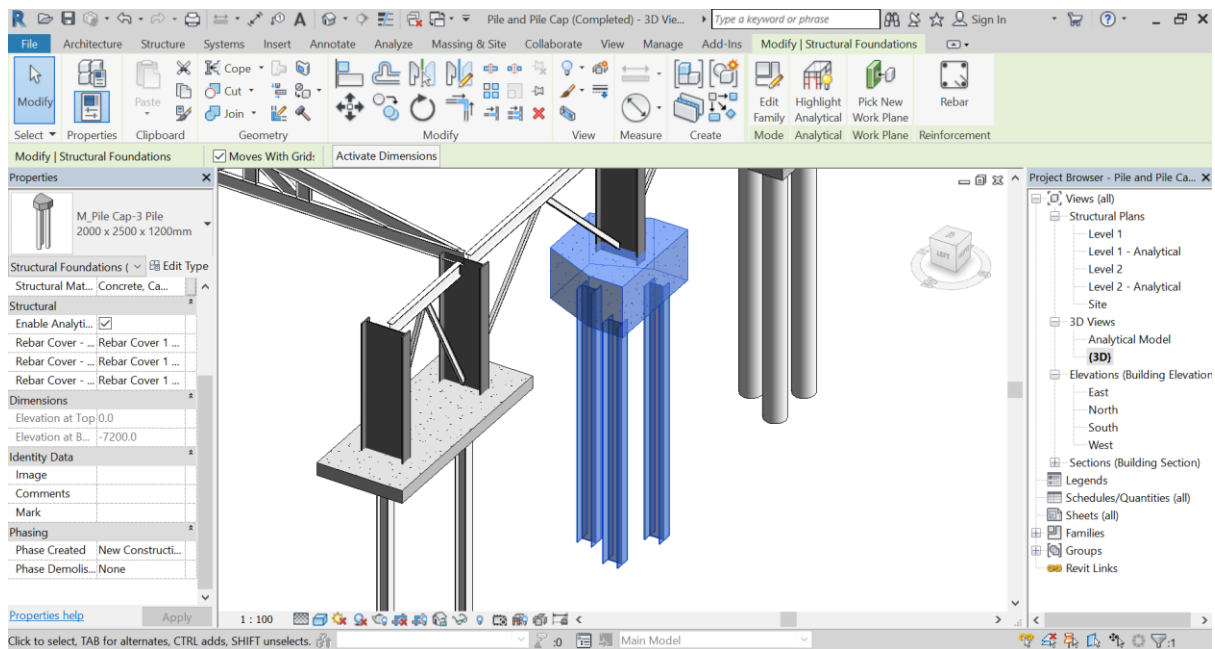 Pile and Pile Cap (Completed) - 3D Vie...
Type a keyword or phrase
Sign In
File Architecture Structure Systems Insert Annotate Analyze Massing & Site Collaborate View Manage Add-Ins Modify | Structural Foundations
Modify
Paste
Cope
Cut
Join
Edit Family
Highlight Analytical
Pick New Work Plane
Rebar
Select Properties Clipboard Geometry Modify View Measure Create Mode Analytical Work Plane Reinforcement
Modify | Structural Foundations
Moves With Grid:
Activate Dimensions
Properties
M_Pile Cap-3 Pile
2000 x 2500 x 1200mm
Structural Foundations (
Edit Type
Structural Mat... Concrete, Ca...
Structural
Enable Analyti...
Rebar Cover - ... Rebar Cover 1 ...
Rebar Cover - ... Rebar Cover 1 ...
Rebar Cover - ... Rebar Cover 1 ...
Dimensions
Elevation at Top 0.0
Elevation at B... -7200.0
Identity Data
Image
Comments
Mark
Phasing
Phase Created New Constructi...
Phase Demolis... None
Properties help
Apply
LEFT
Project Browser - Pile and Pile Ca...
Views (all)
Structural Plans
Level 1
Level 1 - Analytical
Level 2
Level 2 - Analytical
Site
3D Views
Analytical Model
{3D}
Elevations (Building Elevation
East
North
South
West
Sections (Building Section)
Legends
Schedules/Quantities (all)
Sheets (all)
Families
Groups
Revit Links
1 : 100
Click to select, TAB for alternates, CTRL adds, SHIFT unselects.
:0
Main Model
:1